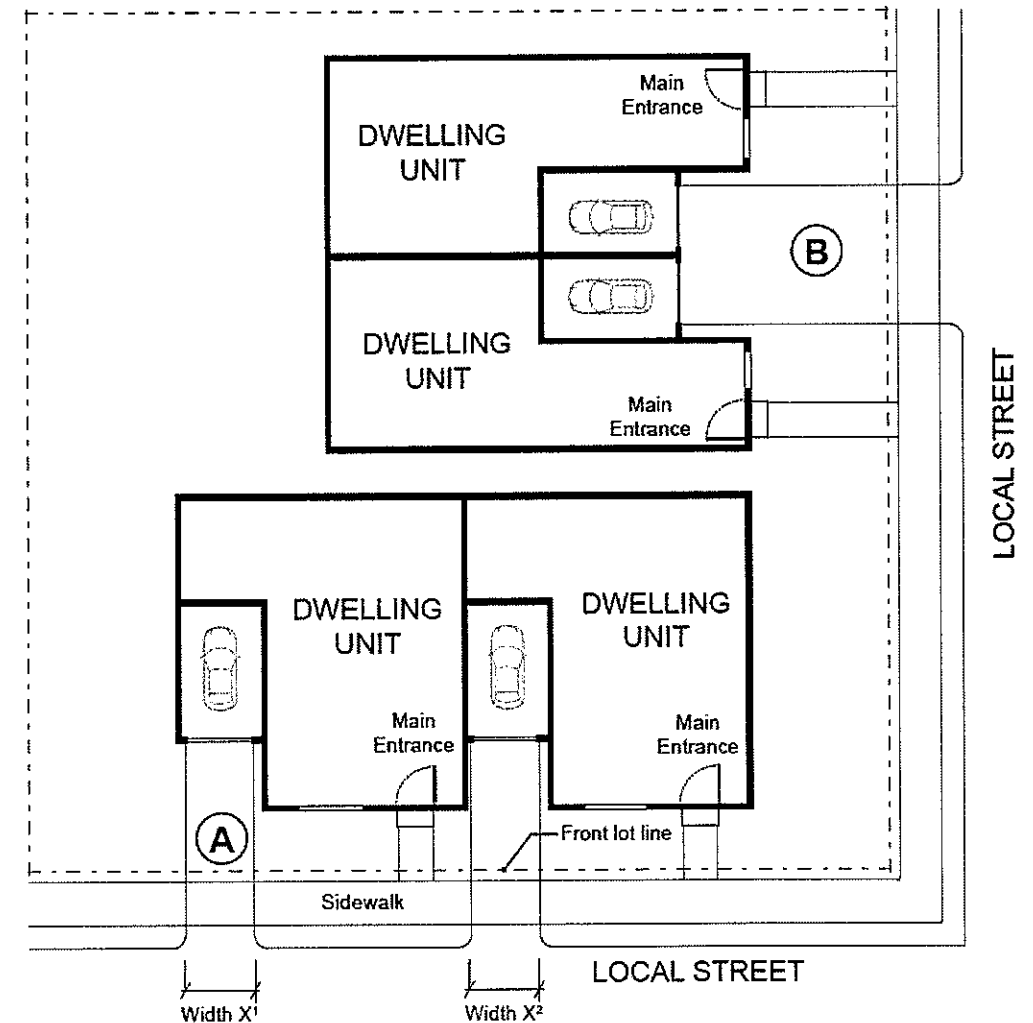 Main
Entrance
DWELLING
UNIT
B
DWELLING
UNIT
Main
Entrance
LOCAL STREET
DWELLING
UNIT
DWELLING
UNIT
Main
Entrance
Main
Entrance
A
Front lot line
Sidewalk
LOCAL STREET
Width X¹
Width X²